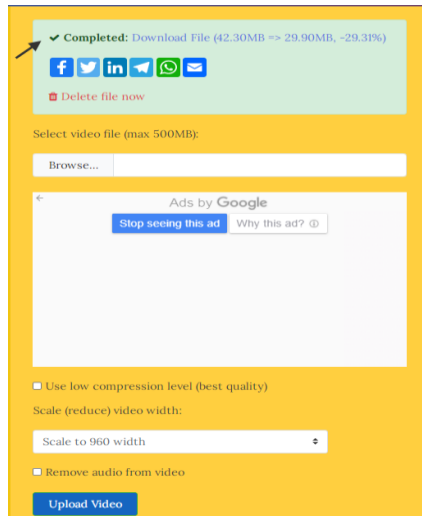 Completed: Download File (42.30MB => 29.90MB, -29.31%)
Delete file now
Select video file (max 500MB):
Browse...
Ads by Google
Stop seeing this ad Why this ad?
Use low compression level (best quality)
Scale (reduce) video width:
Scale to 960 width
Remove audio from video
Upload Video